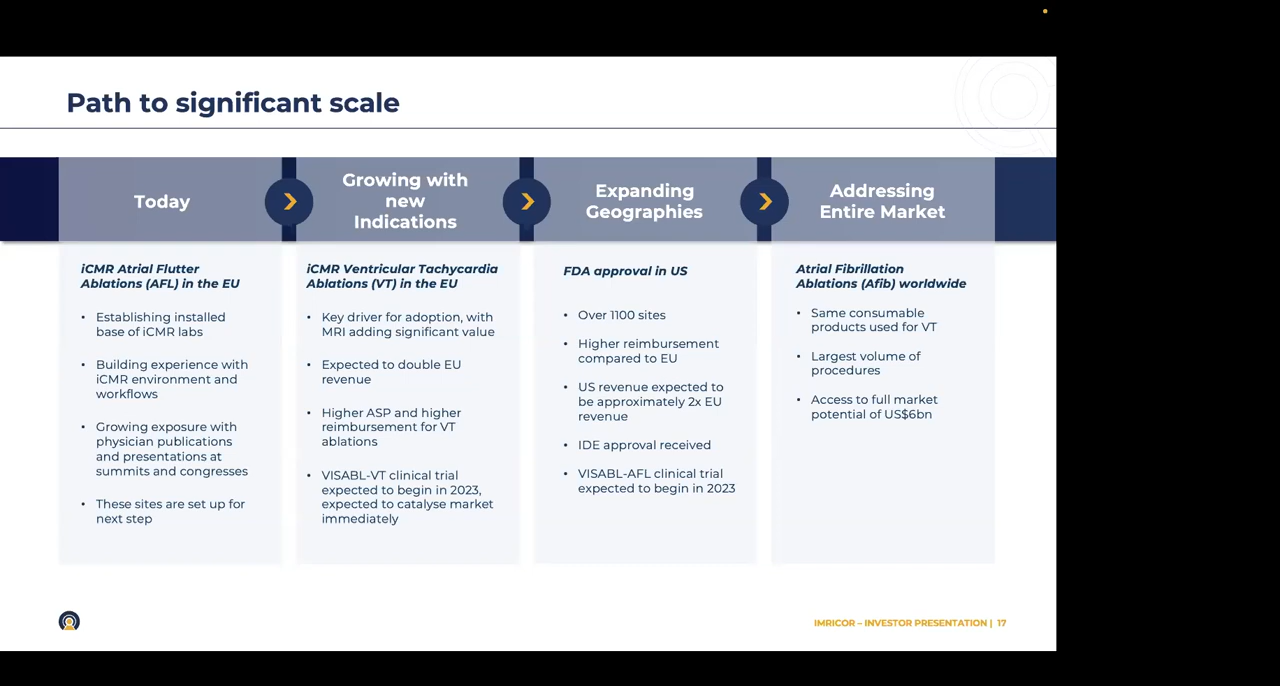 Path to significant scale
Today
Growing with
new
Indications
Expanding
Geographies
Addressing
Entire Market
iCMR Atrial Flutter
Ablations (AFL) in the EU
• Establishing installed
base of iCMR labs
• Building experience with
iCMR environment and
workflows
• Growing exposure with
physician publications
and presentations at
summits and congresses
• These sites are set up for
next step
iCMR Ventricular Tachycardia
Ablations (VT) in the EU
• Key driver for adoption, with
MRI adding significant value
• Expected to double EU
revenue
• Higher ASP and higher
reimbursement for VT
ablations
• VISABL-VT clinical trial
expected to begin in 2023,
expected to catalyse market
immediately
FDA approval in US
• Over 1100 sites
• Higher reimbursement
compared to EU
• US revenue expected to
be approximately 2x EU
revenue
• IDE approval received
• VISABL-AFL clinical trial
expected to begin in 2023
Atrial Fibrillation
Ablations (Afib) worldwide
• Same consumable
products used for VT
• Largest volume of
procedures
• Access to full market
potential of US$6bn
IMRICOR – INVESTOR PRESENTATION | 17